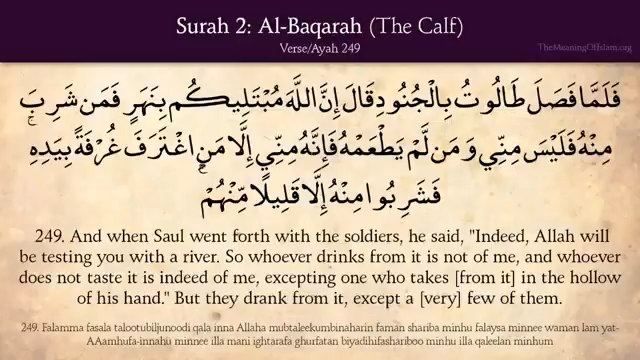 Surah 2: Al-Baqarah (The Calf)
Verse/Ayah 249
TheMeaningOfIslam.org
فَلَمَّا فَصَلَ طَالُوتُ بِالْجُنُودِ قَالَ إِنَّ اللَّهَ مُبْتَلِيكُم بِنَهَرٍ فَمَن شَرِبَ
مِنْهُ فَلَيْسَ مِنِّي وَمَن لَّمْ يَطْعَمْهُ فَإِنَّهُ مِنِّي إِلَّا مَنِ اغْتَرَفَ غُرْفَةً بِيَدِهِ ۚ
فَشَرِبُوا مِنْهُ إِلَّا قَلِيلًا مِّنْهُمْ ۚ
249. And when Saul went forth with the soldiers, he said, "Indeed, Allah will
be testing you with a river. So whoever drinks from it is not of me, and whoever
does not taste it is indeed of me, excepting one who takes [from it] in the hollow
of his hand." But they drank from it, except a [very] few of them.
249. Falamma fasala talootubiljunoodi qala inna Allaha mubtaleekumbinaharin faman shariba minhu falaysa minnee waman lam yat-
AAamhufa-innahu minnee illa mani ightarafa ghurfatan biyadihifashariboo minhu illa qaleelan minhum